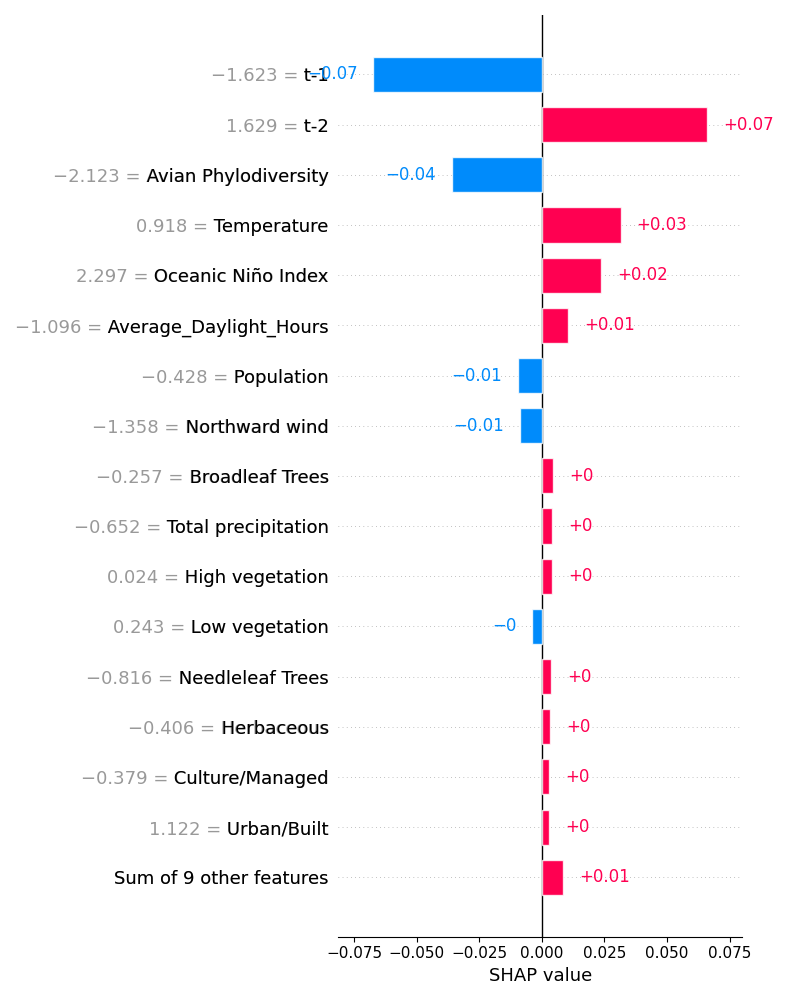 −1.623 = t-1 −0.07
1.629 = t-2 +0.07
−2.123 = Avian Phylodiversity −0.04
0.918 = Temperature +0.03
2.297 = Oceanic Niño Index +0.02
−1.096 = Average_Daylight_Hours +0.01
−0.428 = Population −0.01
−1.358 = Northward wind −0.01
−0.257 = Broadleaf Trees +0
−0.652 = Total precipitation +0
0.024 = High vegetation +0
0.243 = Low vegetation −0
−0.816 = Needleleaf Trees +0
−0.406 = Herbaceous +0
−0.379 = Culture/Managed +0
1.122 = Urban/Built +0
Sum of 9 other features +0.01
−0.075 −0.050 −0.025 0.000 0.025 0.050 0.075
SHAP value